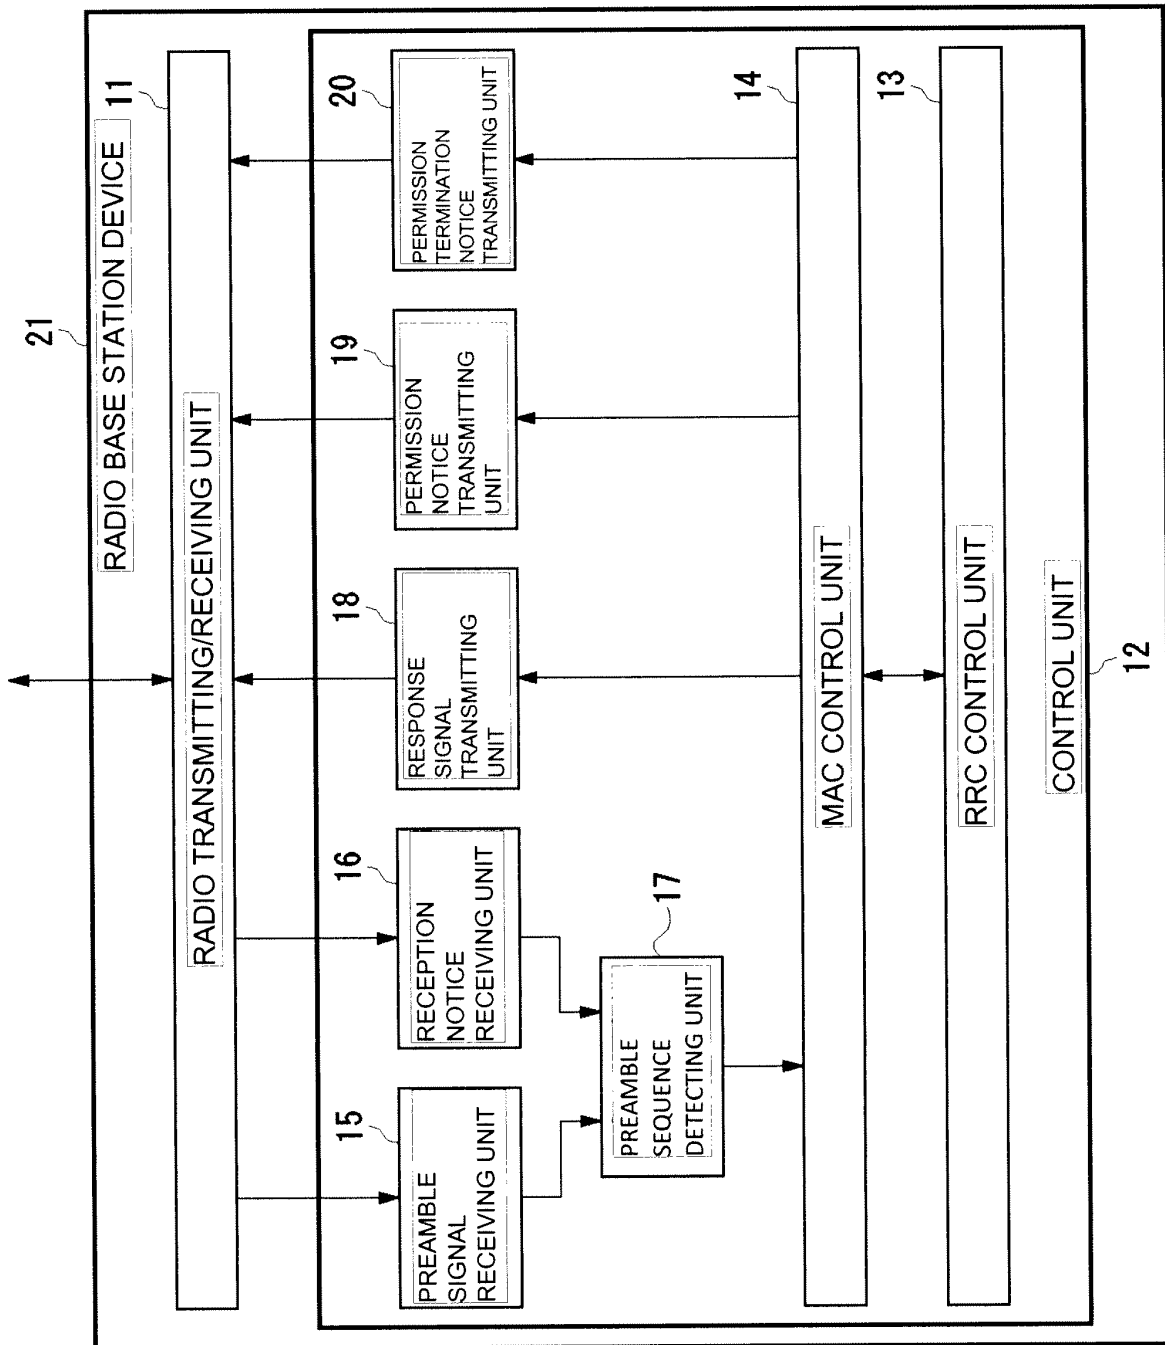 21
RADIO BASE STATION DEVICE
11
RADIO TRANSMITTING/RECEIVING UNIT
15
PREAMBLE
SIGNAL
RECEIVING UNIT
16
RECEPTION
NOTICE
RECEIVING UNIT
18
RESPONSE
SIGNAL
TRANSMITTING
UNIT
19
PERMISSION
NOTICE
TRANSMITTING
UNIT
20
PERMISSION
TERMINATION
NOTICE
TRANSMITTING UNIT
17
PREAMBLE
SEQUENCE
DETECTING UNIT
14
MAC CONTROL UNIT
13
RRC CONTROL UNIT
CONTROL UNIT
12